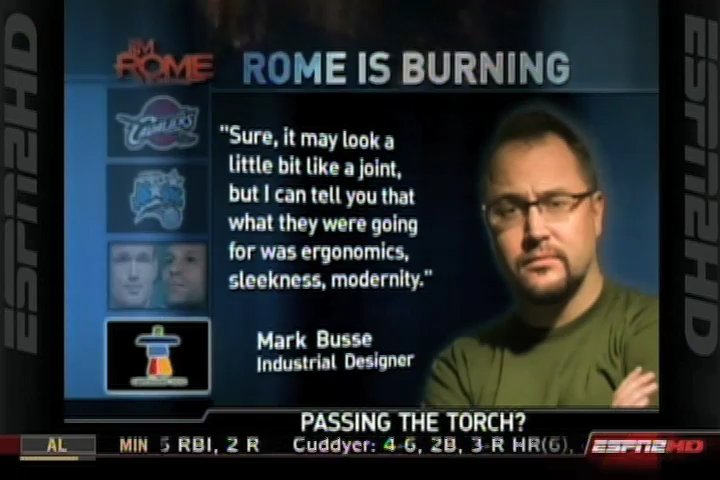 JIM
ROME
ROME IS BURNING
CAVALIERS
"Sure, it may look a
little bit like a joint,
but I can tell you that
what they were going
for was ergonomics,
sleekness, modernity."
Mark Busse
Industrial Designer
PASSING THE TORCH?
AL
MIN 5 RBI, 2 R Cuddyer: 4-6, 2B, 3-R HR(6),
ESPN2HD
ESPN2HD
ESPN2HD